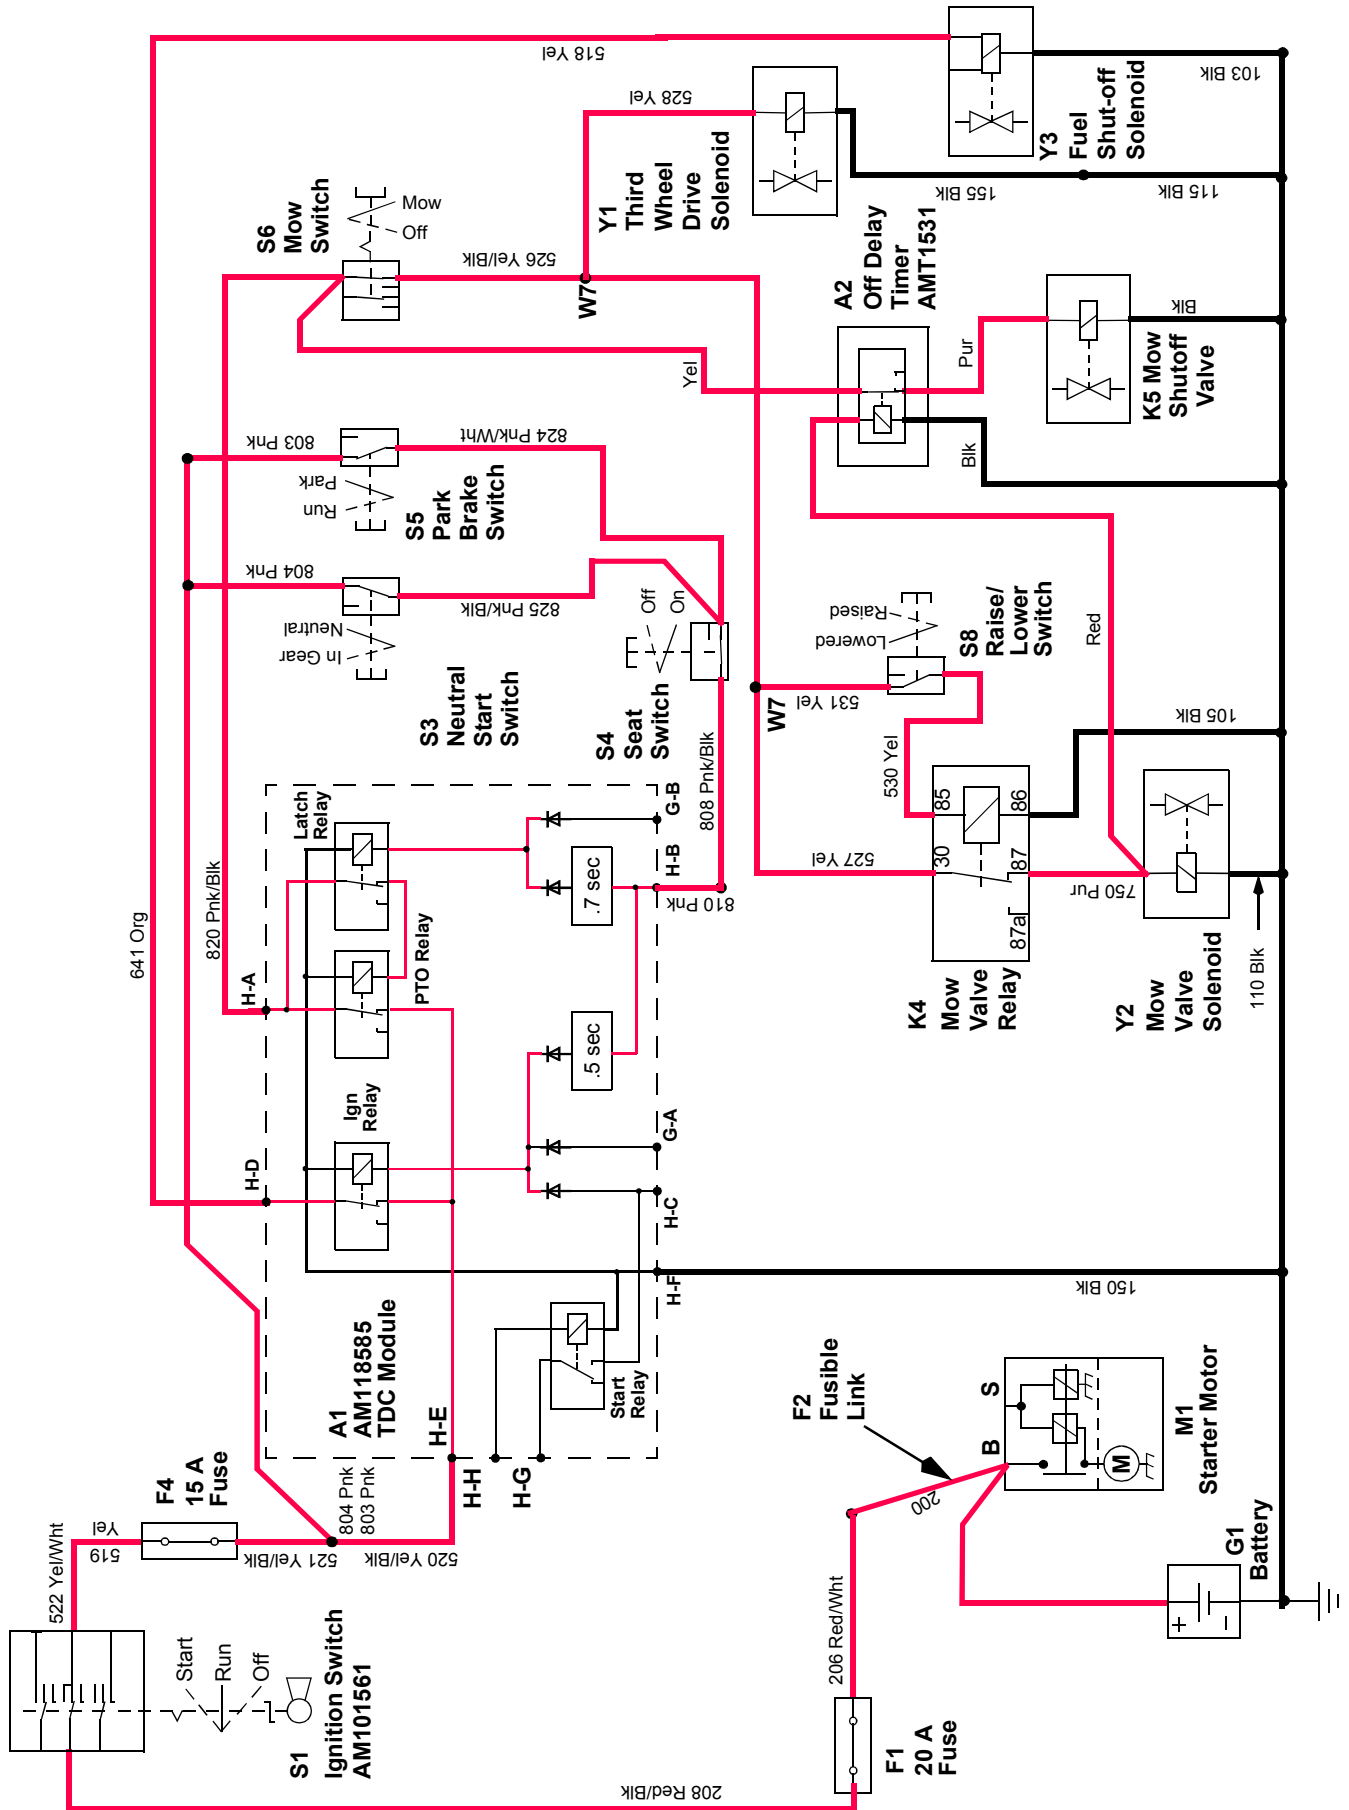 518 Yel
103 Blk
Y3
Fuel
Shut-off
Solenoid
528 Yel
Y1
Third
Wheel
Drive
Solenoid
155 Blk
115 Blk
S6
Mow
Switch
Mow
Off
526 Yel/Blk
W7
A2
Off Delay
Timer
AMT1531
Yel
Pur
Blk
Blk
K5 Mow
Shutoff
Valve
803 Pnk
824 Pnk/Wht
Park
Run
S5
Park
Brake
Switch
804 Pnk
825 Pnk/Blk
Neutral
In Gear
S3
Neutral
Start
Switch
Off
On
S4
Seat
Switch
Raised
Lowered
S8
Raise/
Lower
Switch
Red
531 Yel
W7
530 Yel
105 Blk
808 Pnk/Blk
810 Pnk
527 Yel
85
86
30
87
87a
750 Pur
K4
Mow
Valve
Relay
Y2
Mow
Valve
Solenoid
110 Blk
641 Org
820 Pnk/Blk
H-A
Latch
Relay
PTO Relay
G-B
H-B
.7 sec
.5 sec
Ign
Relay
H-D
G-A
H-C
H-F
150 Blk
A1
AM118585
TDC Module
H-E
H-H
H-G
Start
Relay
F4
15 A
Fuse
804 Pnk
803 Pnk
519
Yel
521 Yel/Blk
520 Yel/Blk
522 Yel/Wht
Start
Run
Off
S1
Ignition Switch
AM101561
F2
Fusible
Link
200
B
S
M
M1
Starter Motor
G1
Battery
+
-
206 Red/Wht
F1
20 A
Fuse
208 Red/Blk